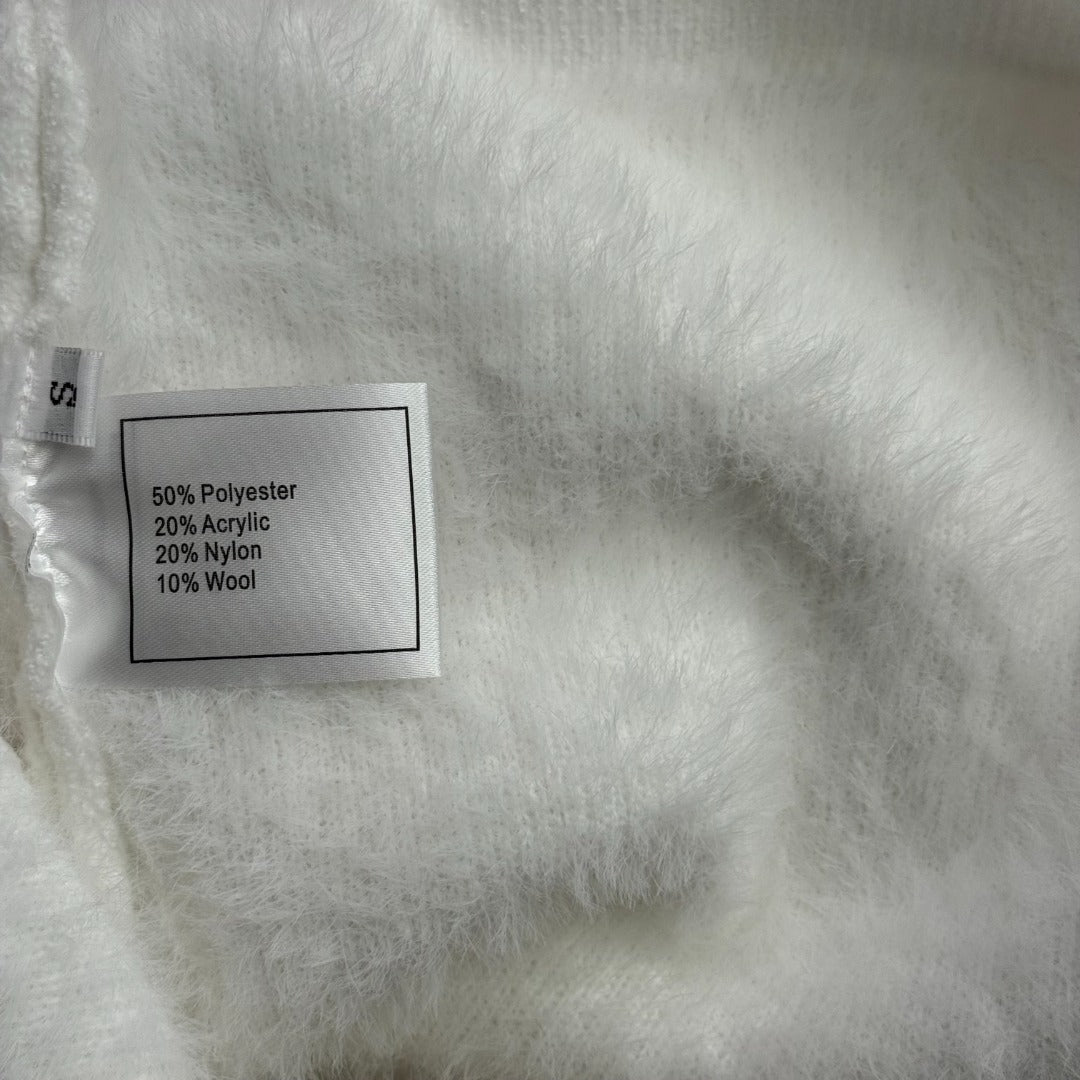 S
50% Polyester
20% Acrylic
20% Nylon
10% Wool